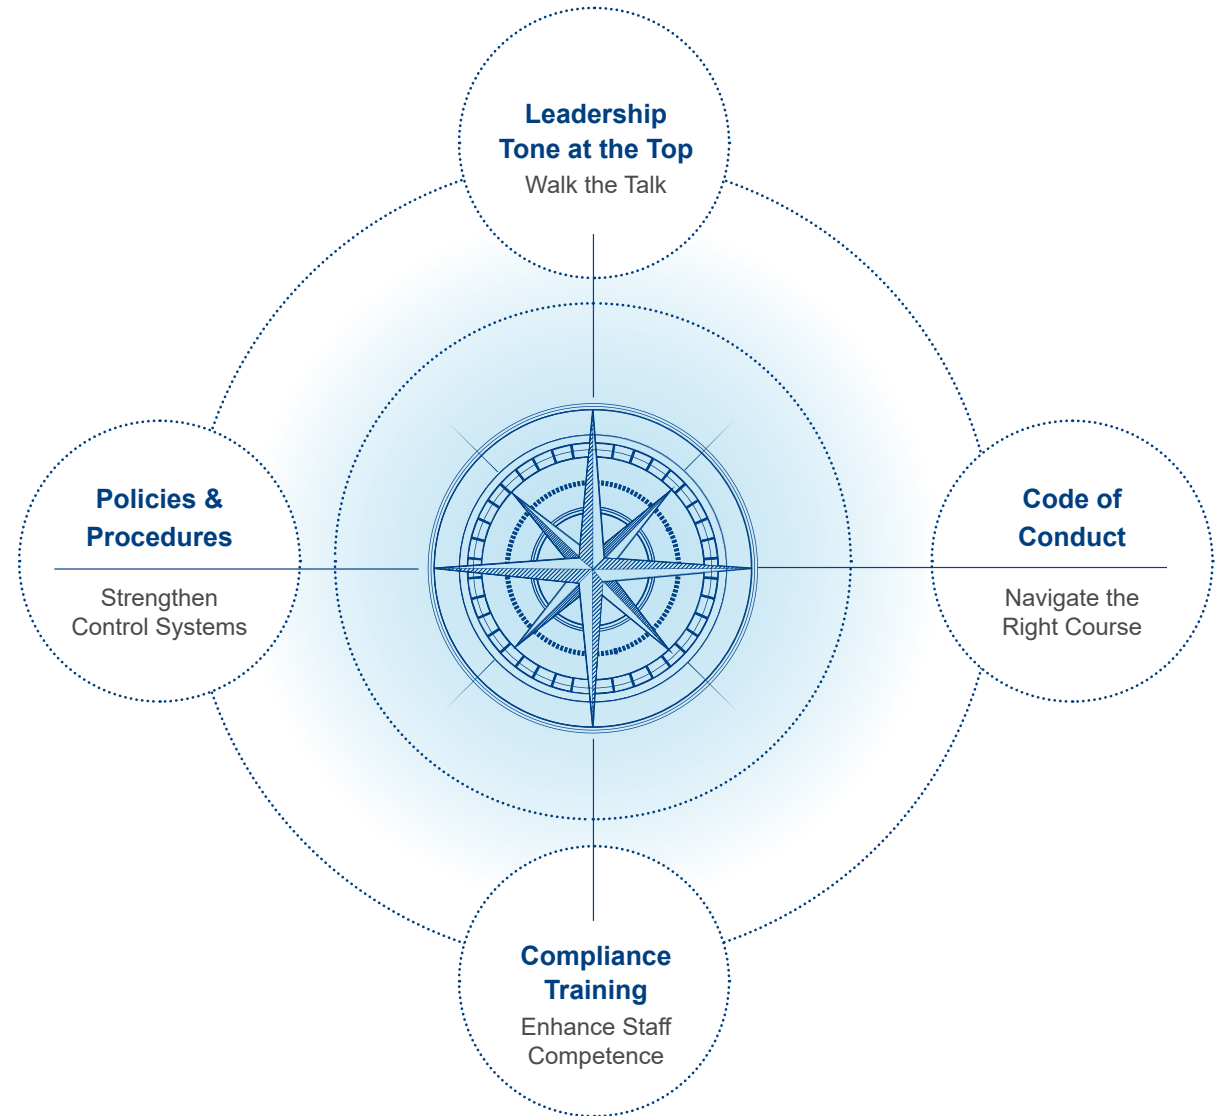 Leadership
Tone at the Top
Walk the Talk
Policies &
Procedures
Strengthen
Control Systems
Code of
Conduct
Navigate the
Right Course
Compliance
Training
Enhance Staff
Competence